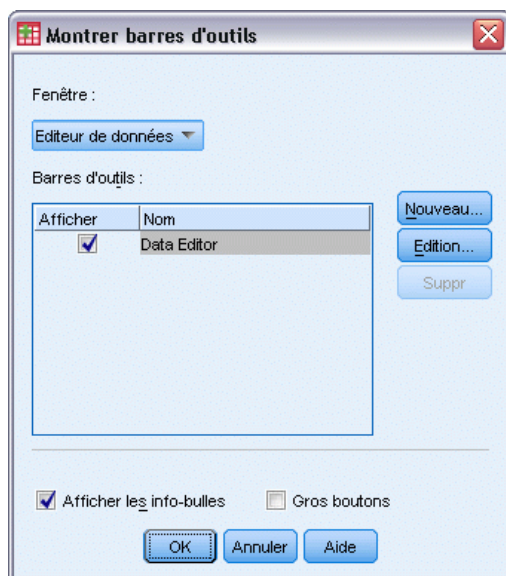 Montrer barres d'outils
Fenêtre :
Editeur de données
Barres d'outils :
Afficher Nom
Data Editor
Nouveau...
Edition...
Suppr
Afficher les info-bulles Gros boutons
OK Annuler Aide